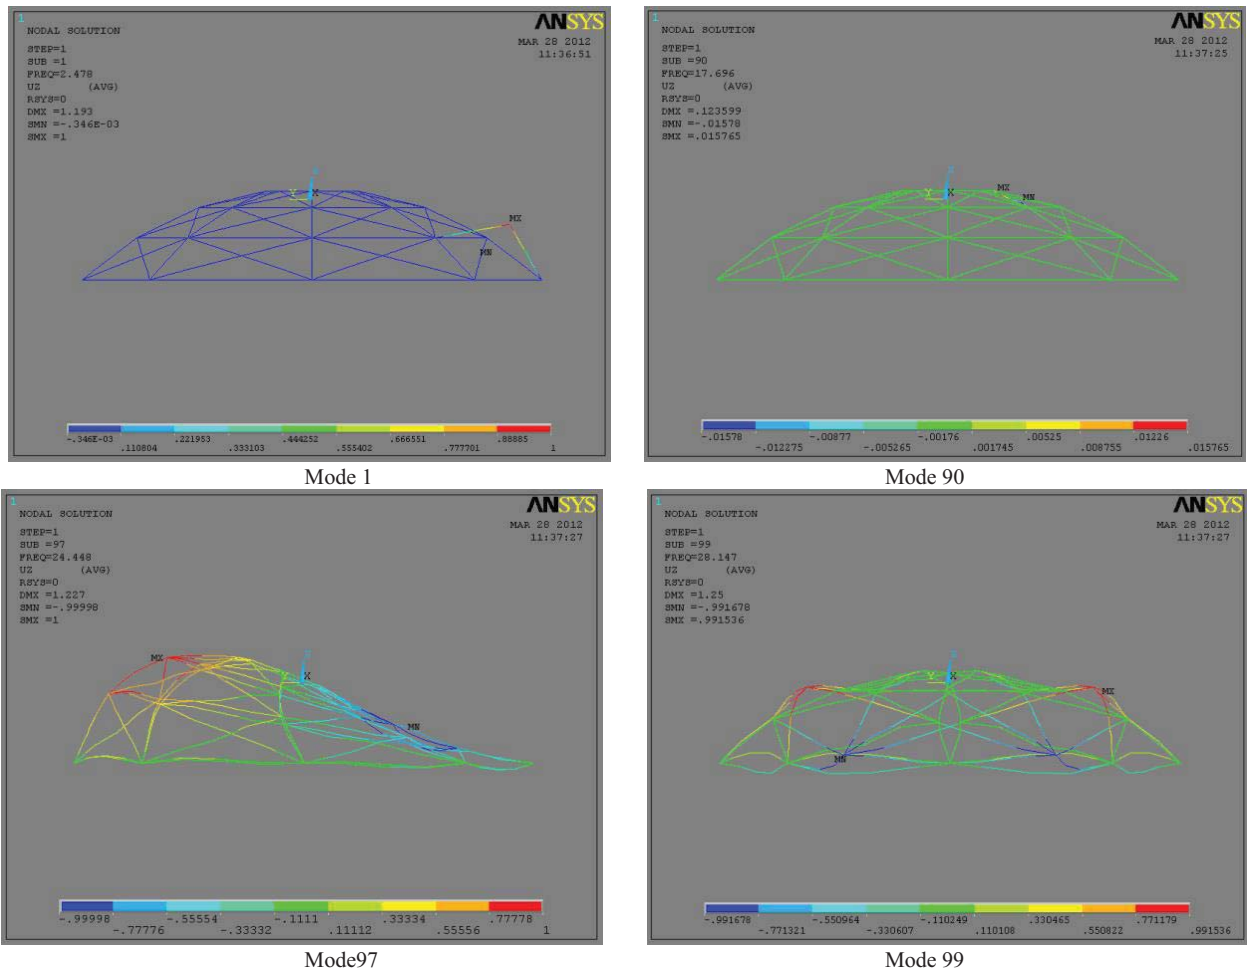 1
ANSYS
NODAL SOLUTION
MAR 28 2012
11:36:51
STEP=1
SUB =1
FREQ=2.478
UZ (AVG)
RSYS=0
DMX =1.193
SMN =-.346E-03
SMX =1
Z
Y X
MX
MN
-.346E-03 .221953 .444252 .666551 .88885
.110804 .333103 .555402 .777701 1
Mode 1
1
ANSYS
NODAL SOLUTION
MAR 28 2012
11:37:25
STEP=1
SUB =90
FREQ=17.696
UZ (AVG)
RSYS=0
DMX =.123599
SMN =-.01578
SMX =.015765
Z
MX
Y X
MN
-.01578 -.00877 -.00176 .00525 .01226
-.012275 -.005265 .001745 .008755 .015765
Mode 90
1
ANSYS
NODAL SOLUTION
MAR 28 2012
11:37:27
STEP=1
SUB =97
FREQ=24.448
UZ (AVG)
RSYS=0
DMX =1.227
SMN =-.99998
SMX =1
Z
MX
Y X
MN
-.99998 -.55554 -.1111 .33334 .77778
-.77776 -.33332 .11112 .55556 1
Mode97
1
ANSYS
NODAL SOLUTION
MAR 28 2012
11:37:27
STEP=1
SUB =99
FREQ=28.147
UZ (AVG)
RSYS=0
DMX =1.25
SMN =-.991678
SMX =.991536
Z
Y X
MX
MN
-.991678 -.550964 -.110249 .330465 .771179
-.771321 -.330607 .110108 .550822 .991536
Mode 99